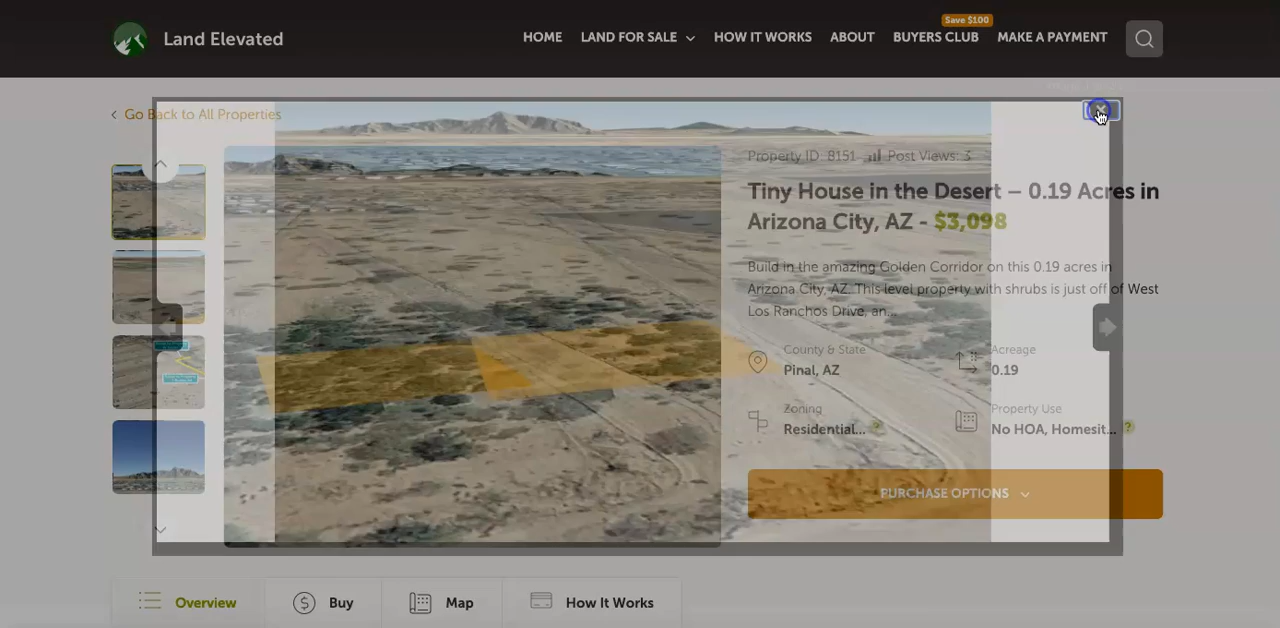 Save $100
Land Elevated
HOME LAND FOR SALE HOW IT WORKS ABOUT BUYERS CLUB MAKE A PAYMENT
Go Back to All Properties
Property ID: 8151 Post Views: 3
Tiny House in the Desert – 0.19 Acres in
Arizona City, AZ - $3,098
Build in the amazing Golden Corridor on this 0.19 acres in
Arizona City, AZ. This level property with shrubs is just off of West
Los Ranchos Drive, an...
County & State
Pinal, AZ
Acreage
0.19
Zoning
Residential... ?
Property Use
No HOA, Homesit... ?
PURCHASE OPTIONS
Overview Buy Map How It Works